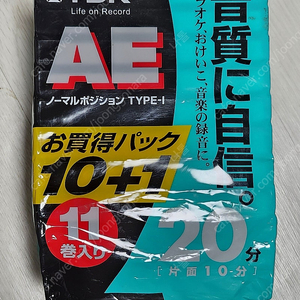 TDK
Life on Record
AE
ノーマルポジション TYPE-I
お買得パック
10+1
11
巻入り
音質に自信。
カラオケ、おけいこ、音楽の録音に。
20分
[片面10分]